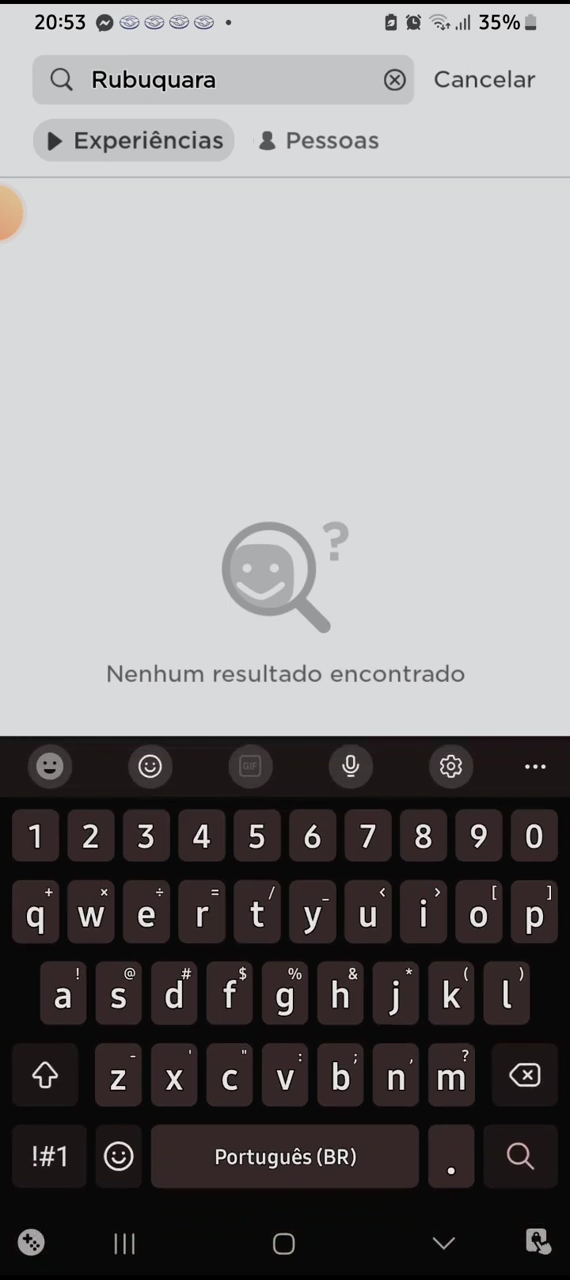 20:53 35%
Rubuquara Cancelar
Experiências Pessoas
?
Nenhum resultado encontrado
GIF
1 2 3 4 5 6 7 8 9 0
q+ w× e÷ r= t/ y_ u< i> o[ p]
a! s@ d# f$ g% h& j* k( l)
z- x' c" v: b; n, m?
!#1 Português (BR) .